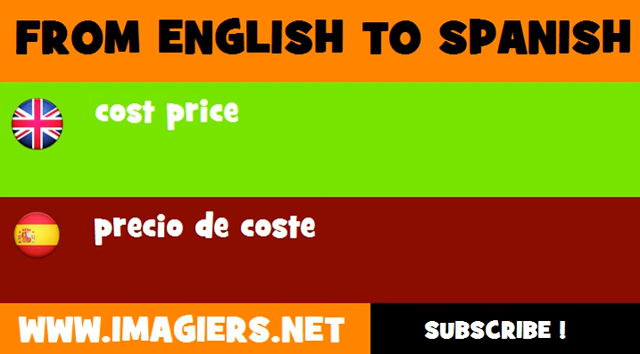 FROM ENGLISH TO SPANISH
cost price
precio de coste
WWW.IMAGIERS.NET
SUBSCRIBE !